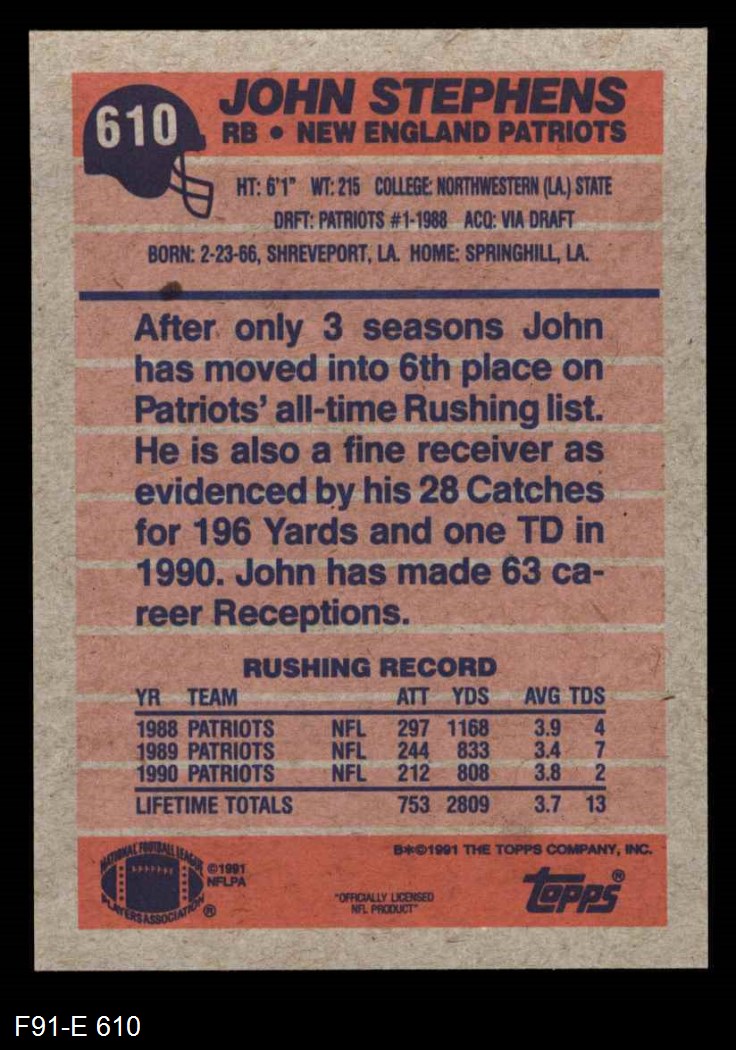 610
JOHN STEPHENS
RB • NEW ENGLAND PATRIOTS
HT: 6'1" WT: 215 COLLEGE: NORTHWESTERN (LA.) STATE
DRFT: PATRIOTS #1-1988 ACQ: VIA DRAFT
BORN: 2-23-66, SHREVEPORT, LA. HOME: SPRINGHILL, LA.
After only 3 seasons John
has moved into 6th place on
Patriots' all-time Rushing list.
He is also a fine receiver as
evidenced by his 28 Catches
for 196 Yards and one TD in
1990. John has made 63 ca-
reer Receptions.
RUSHING RECORD
YR TEAM ATT YDS AVG TDS
1988 PATRIOTS NFL 297 1168 3.9 4
1989 PATRIOTS NFL 244 833 3.4 7
1990 PATRIOTS NFL 212 808 3.8 2
LIFETIME TOTALS 753 2809 3.7 13
B*©1991 THE TOPPS COMPANY, INC.
NATIONAL FOOTBALL LEAGUE
PLAYERS ASSOCIATION ®
©1991
NFLPA
"OFFICIALLY LICENSED
NFL PRODUCT"
Topps®
F91-E 610